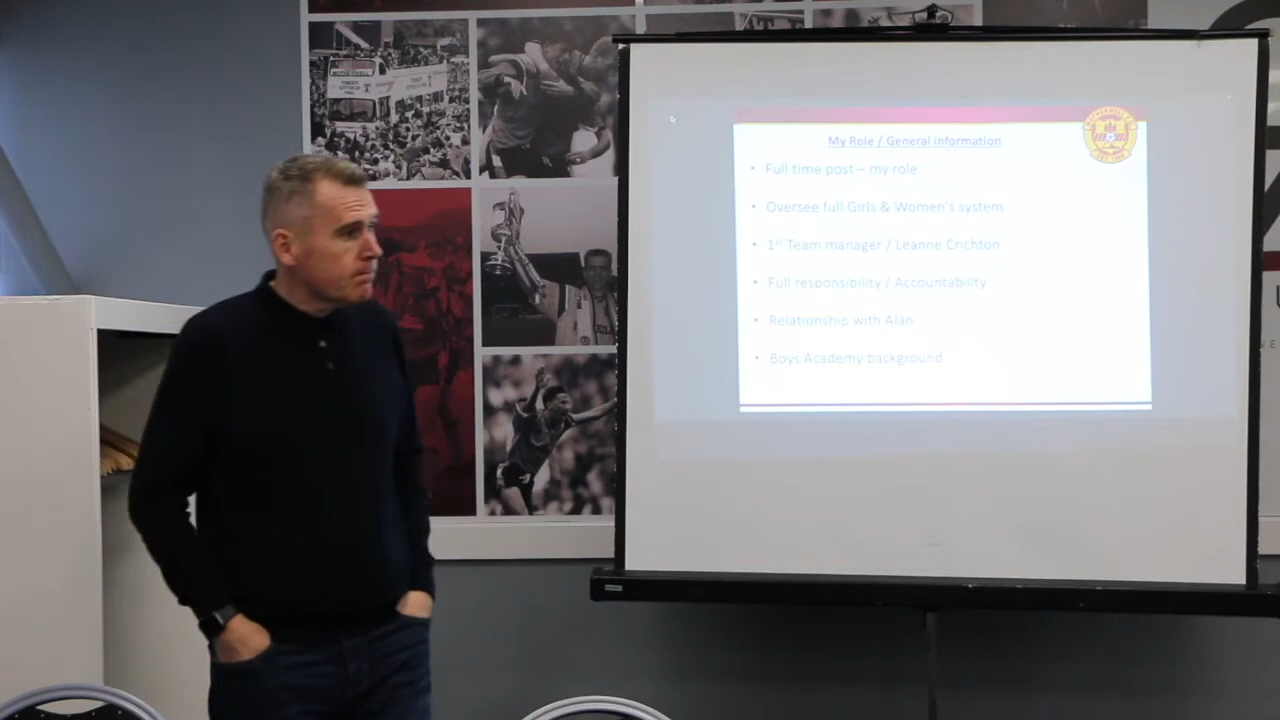 MOTHERWELL
My Role / General information
• Full time post – my role
• Oversee full Girls & Women's system
• 1st Team manager / Leanne Crichton
• Full responsibility / Accountability
• Relationship with Alan
• Boys Academy background